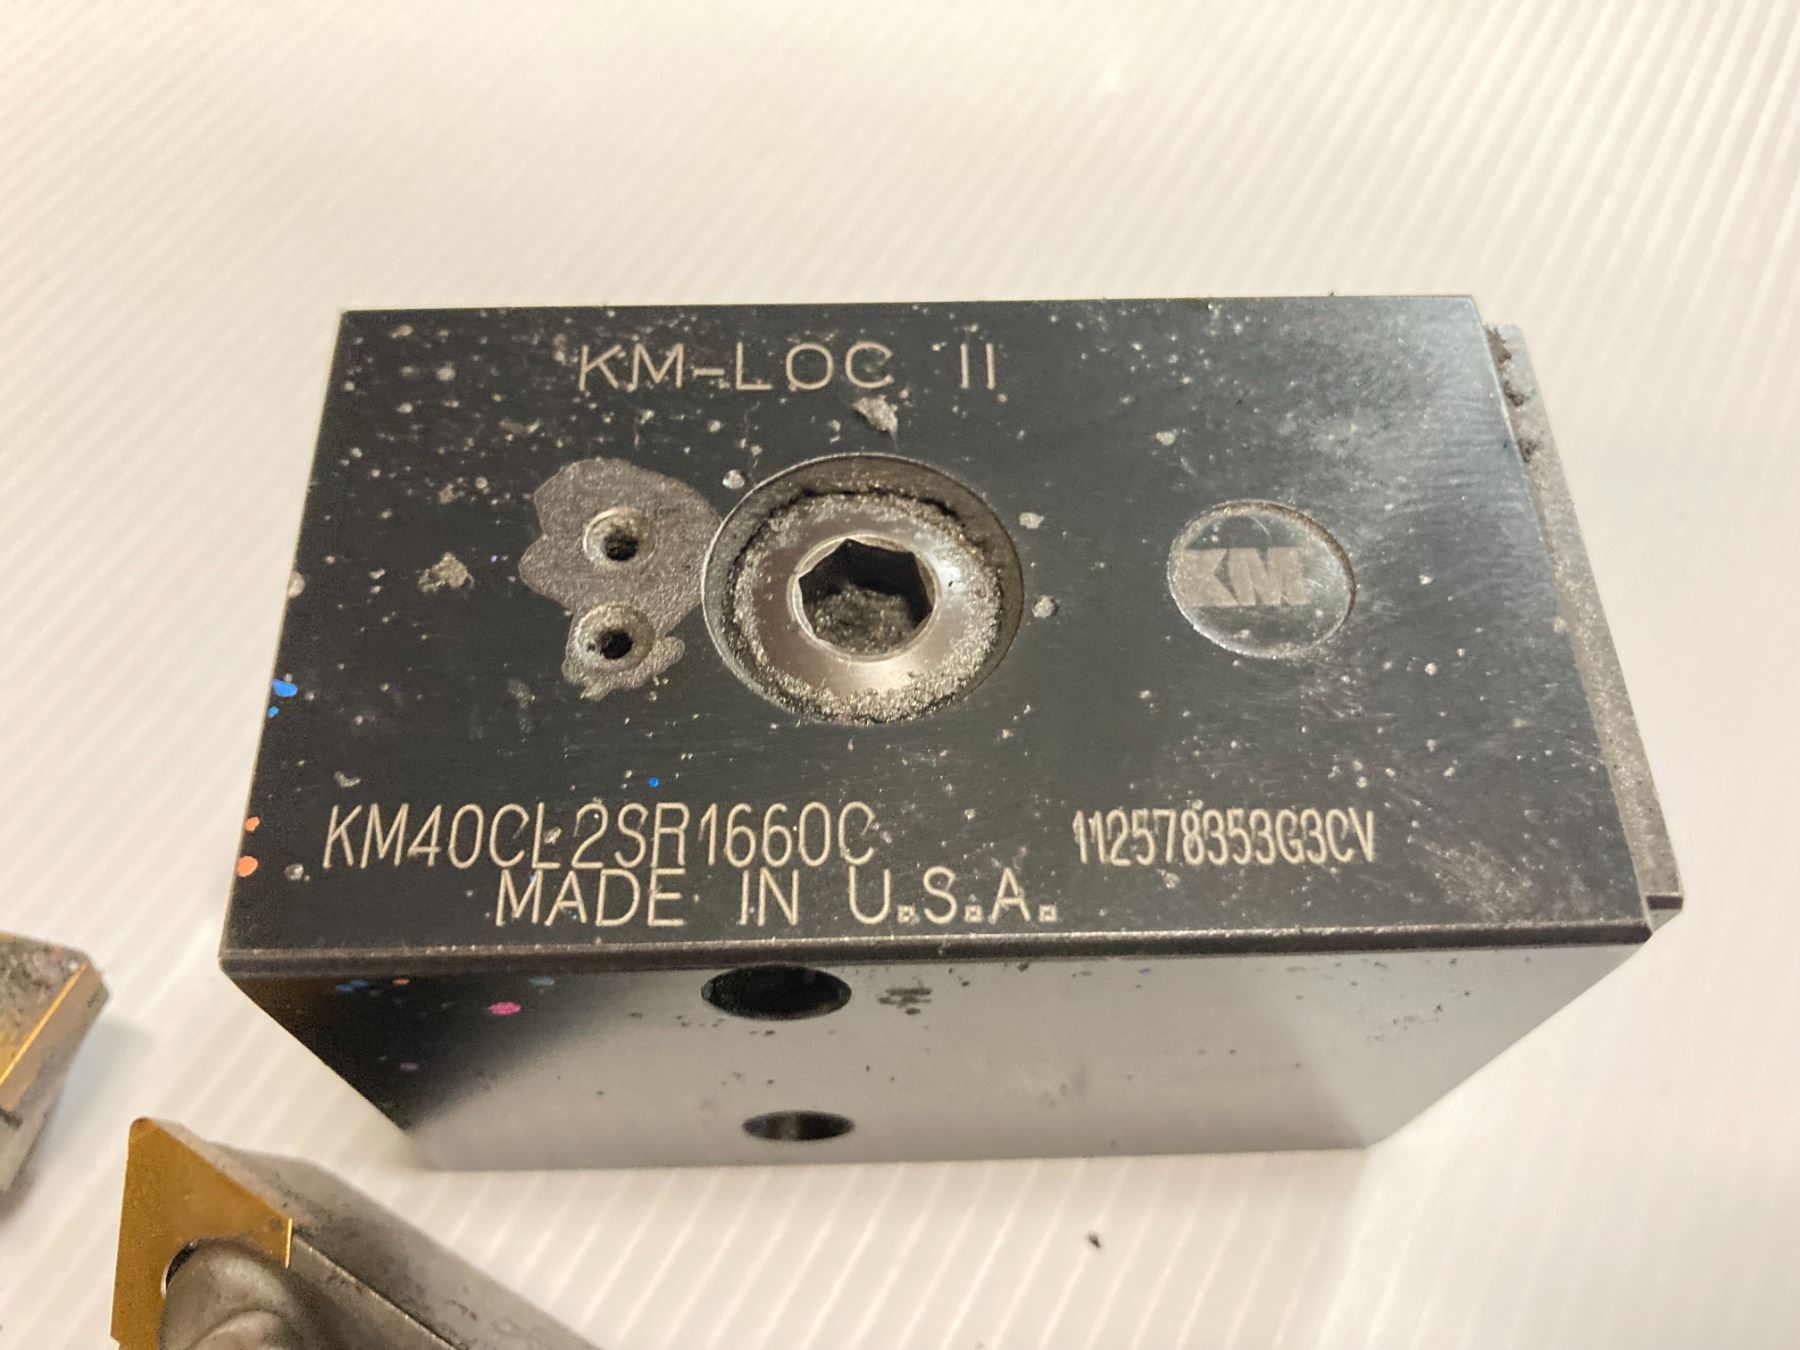 KM-LOC II
KM
KM40CL2SR1660C 112578353G3CV
MADE IN U.S.A.